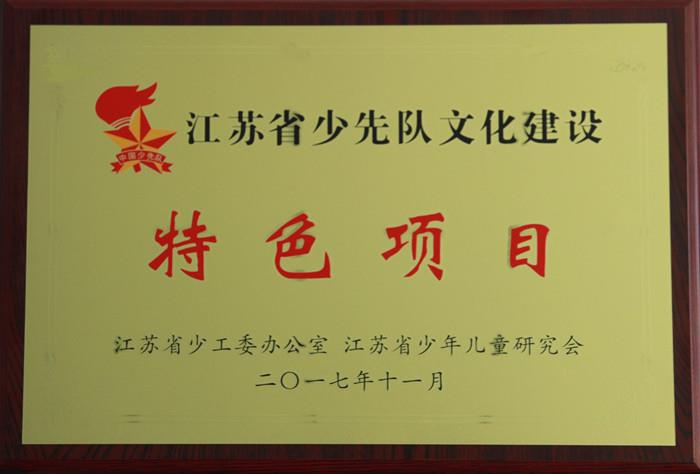 江苏省少先队文化建设
中国少先队
特色项目
江苏省少工委办公室 江苏省少年儿童研究会
二〇一七年十一月